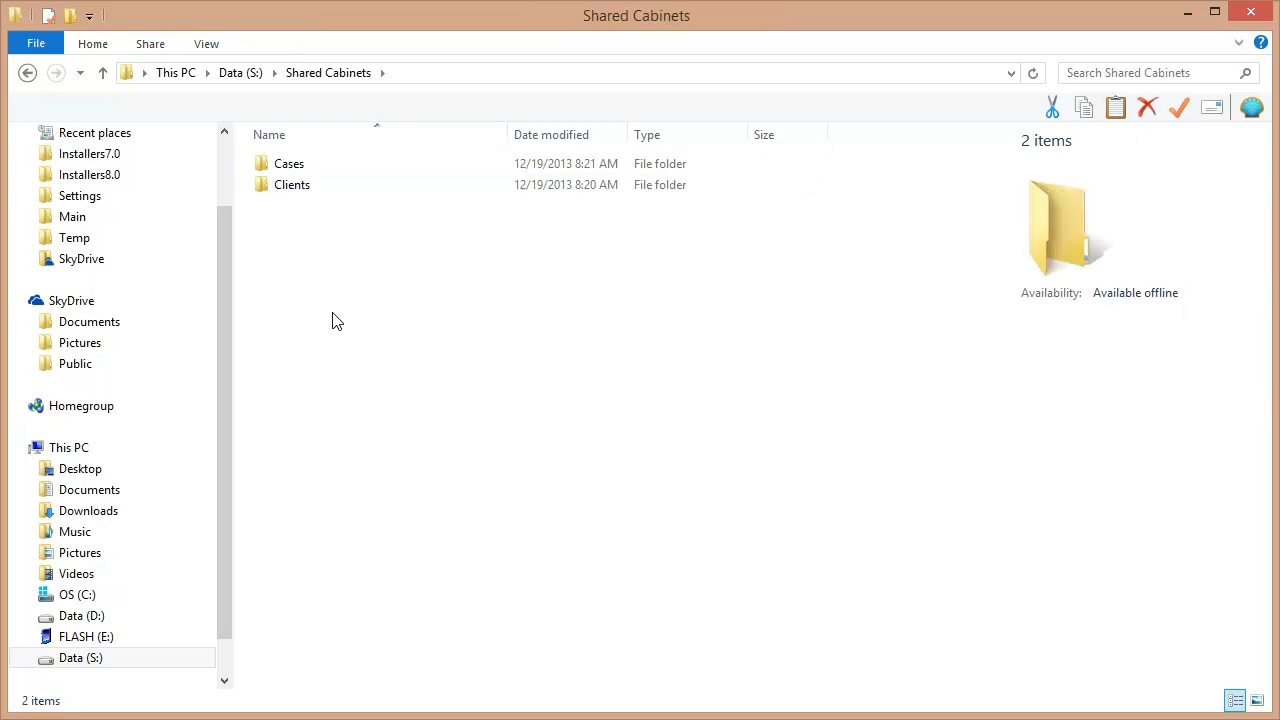 Shared Cabinets
File Home Share View
This PC Data (S:) Shared Cabinets
Search Shared Cabinets
Name Date modified Type Size
Cases 12/19/2013 8:21 AM File folder
Clients 12/19/2013 8:20 AM File folder
2 items
Availability: Available offline
Recent places
Installers7.0
Installers8.0
Settings
Main
Temp
SkyDrive
SkyDrive
Documents
Pictures
Public
Homegroup
This PC
Desktop
Documents
Downloads
Music
Pictures
Videos
OS (C:)
Data (D:)
FLASH (E:)
Data (S:)
2 items